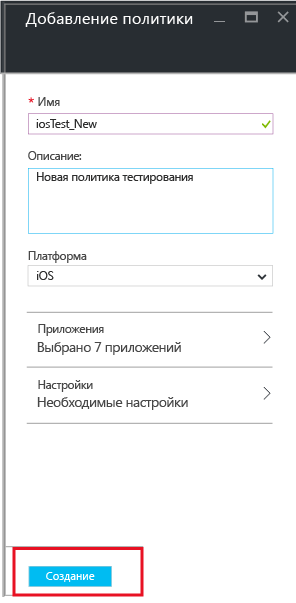 Добавление политики
* Имя
iosTest_New
Описание:
Новая политика тестирования
Платформа
iOS
Приложения
Выбрано 7 приложений
Настройки
Необходимые настройки
Создание